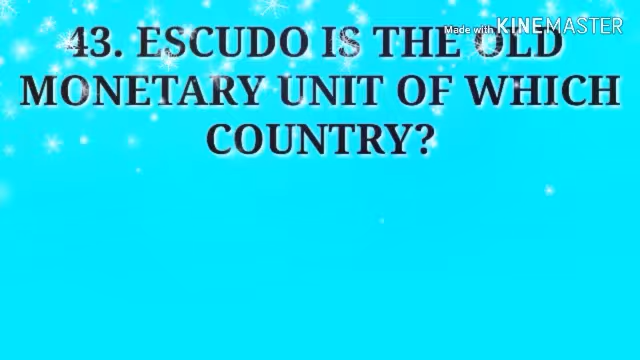 Made with KINEMASTER
43. ESCUDO IS THE OLD
MONETARY UNIT OF WHICH
COUNTRY?